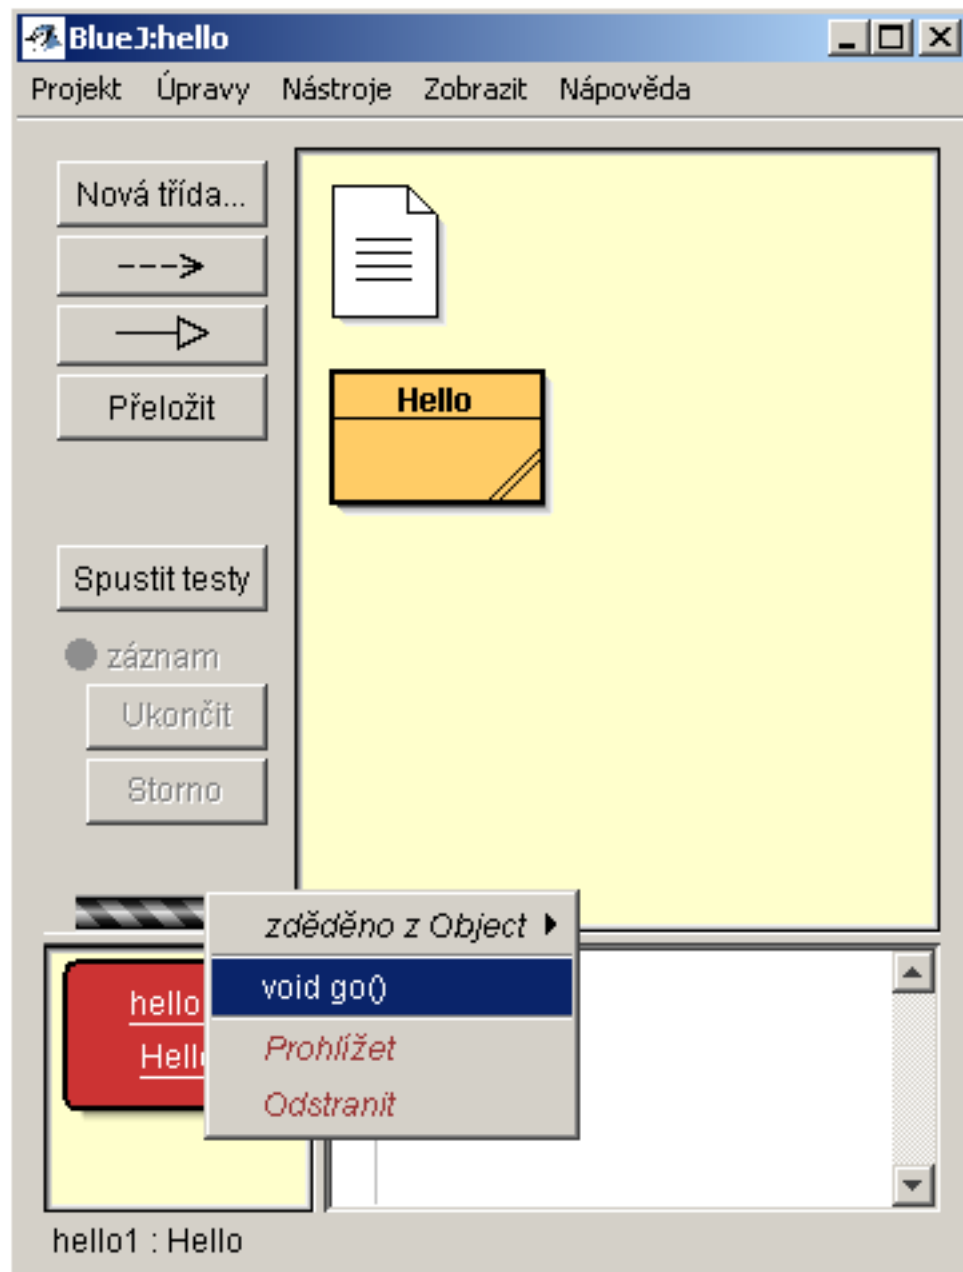 BlueJ:hello
Projekt Úpravy Nástroje Zobrazit Nápověda
Nová třída...
Přeložit
Hello
Spustit testy
záznam
Ukončit
Storno
zděděno z Object
void go()
Prohlížet
Odstranit
hello
Hello
hello1 : Hello